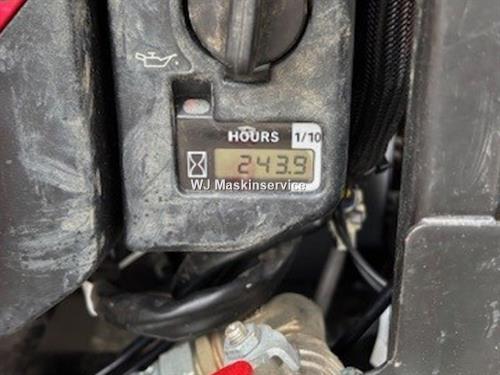 HOURS 1/10
243.9
WJ Maskinservice